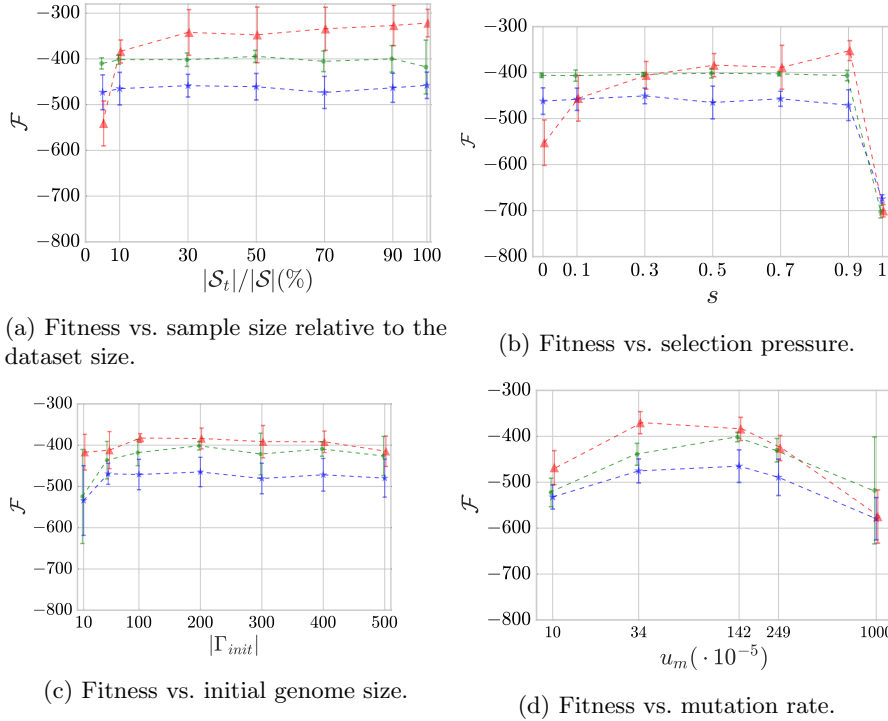 −300
−400
−500
−600
−700
−800
F
0 10 30 50 70 90 100
|S_t|/|S|(%)
(a) Fitness vs. sample size relative to the
dataset size.
−300
−400
−500
−600
−700
−800
F
0 0.1 0.3 0.5 0.7 0.9 1
s
(b) Fitness vs. selection pressure.
−300
−400
−500
−600
−700
−800
F
10 100 200 300 400 500
|Γ_init|
(c) Fitness vs. initial genome size.
−300
−400
−500
−600
−700
−800
F
10 34 142 249 1000
u_m(·10^−5)
(d) Fitness vs. mutation rate.